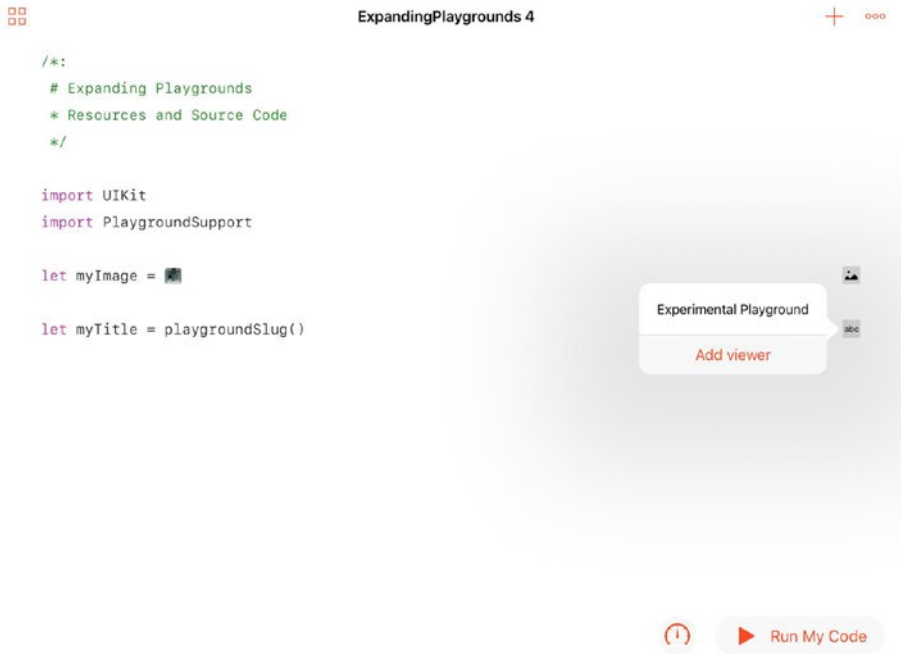 ExpandingPlaygrounds 4
/*:
# Expanding Playgrounds
* Resources and Source Code
*/
import UIKit
import PlaygroundSupport
let myImage =
let myTitle = playgroundSlug()
Experimental Playground
abc
Add viewer
Run My Code